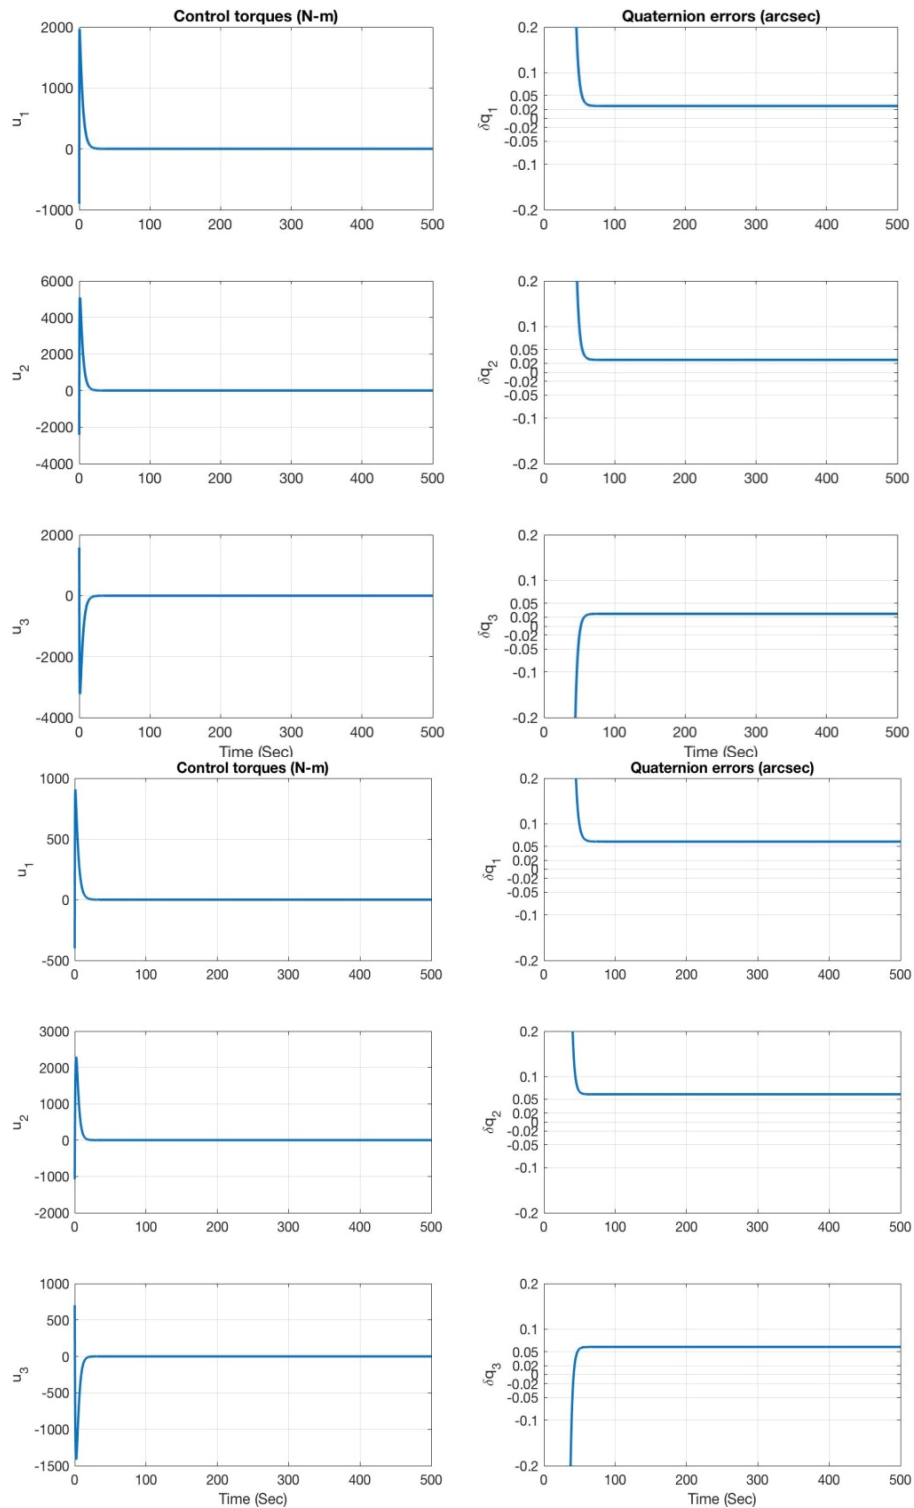 Control torques (N-m)
Quaternion errors (arcsec)
2000
1000
0
-1000
u1
0 100 200 300 400 500
0.2
0.1
0.05
0.02
0
-0.02
-0.05
-0.1
-0.2
δq1
0 100 200 300 400 500
6000
4000
2000
0
-2000
-4000
u2
0 100 200 300 400 500
0.2
0.1
0.05
0.02
0
-0.02
-0.05
-0.1
-0.2
δq2
0 100 200 300 400 500
2000
0
-2000
-4000
u3
0 100 200 300 400 500
Time (Sec)
0.2
0.1
0.05
0.02
0
-0.02
-0.05
-0.1
-0.2
δq3
0 100 200 300 400 500
Time (Sec)
Control torques (N-m)
Quaternion errors (arcsec)
1000
500
0
-500
u1
0 100 200 300 400 500
0.2
0.1
0.05
0.02
0
-0.02
-0.05
-0.1
-0.2
δq1
0 100 200 300 400 500
3000
2000
1000
0
-1000
-2000
u2
0 100 200 300 400 500
0.2
0.1
0.05
0.02
0
-0.02
-0.05
-0.1
-0.2
δq2
0 100 200 300 400 500
1000
500
0
-500
-1000
-1500
u3
0 100 200 300 400 500
Time (Sec)
0.2
0.1
0.05
0.02
0
-0.02
-0.05
-0.1
-0.2
δq3
0 100 200 300 400 500
Time (Sec)